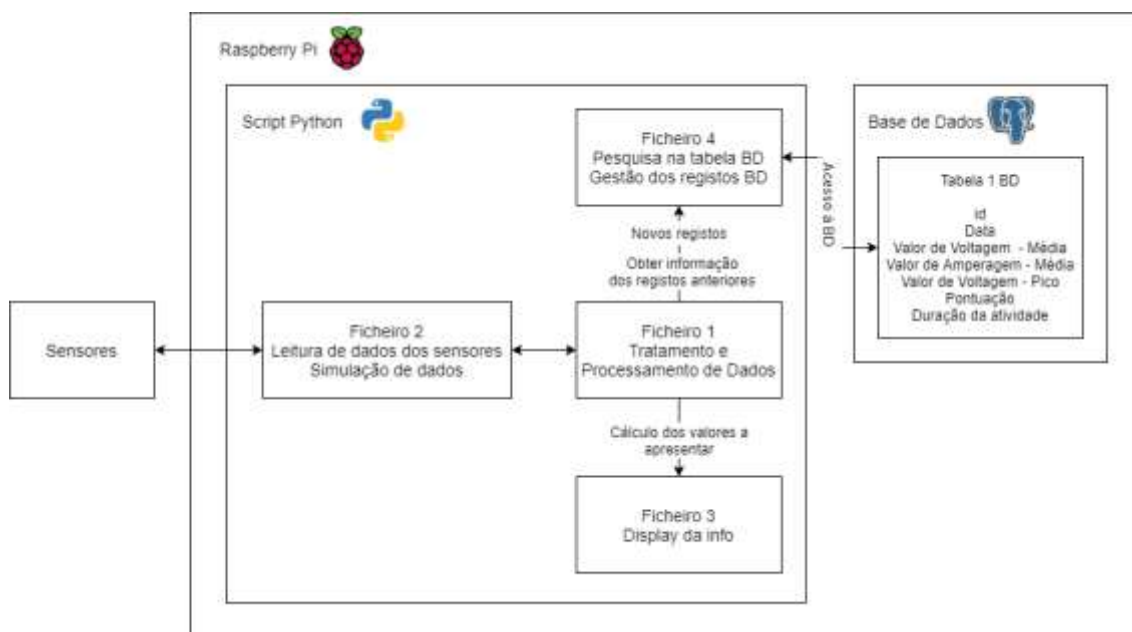 Raspberry Pi
Script Python
Base de Dados
Ficheiro 4
Pesquisa na tabela BD
Gestão dos registos BD
Acesso à BD
Tabela 1 BD
id
Data
Valor de Voltagem - Média
Valor de Amperagem - Média
Valor de Voltagem - Pico
Pontuação
Duração da atividade
Novos registos
Obter informação
dos registos anteriores
Sensores
Ficheiro 2
Leitura de dados dos sensores
Simulação de dados
Ficheiro 1
Tratamento e
Processamento de Dados
Cálculo dos valores a
apresentar
Ficheiro 3
Display da info